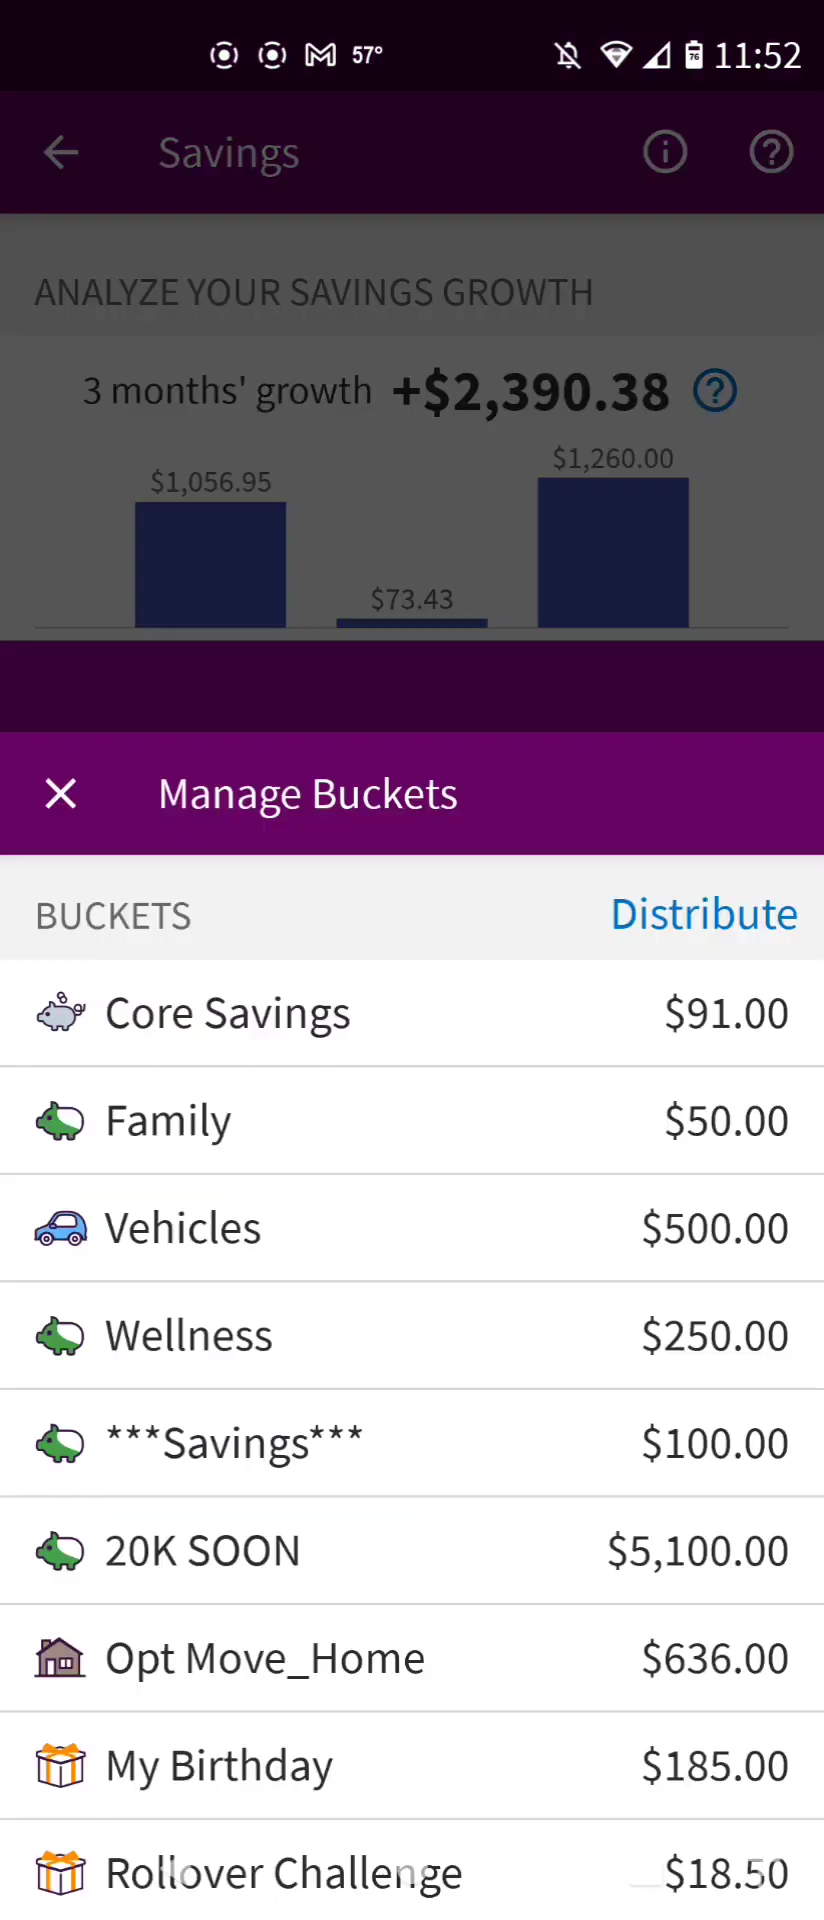 57° 76 11:52
Savings
ANALYZE YOUR SAVINGS GROWTH
3 months' growth +$2,390.38
$1,056.95 $73.43 $1,260.00
Manage Buckets
BUCKETS Distribute
Core Savings $91.00
Family $50.00
Vehicles $500.00
Wellness $250.00
***Savings*** $100.00
20K SOON $5,100.00
Opt Move_Home $636.00
My Birthday $185.00
Rollover Challenge $18.50